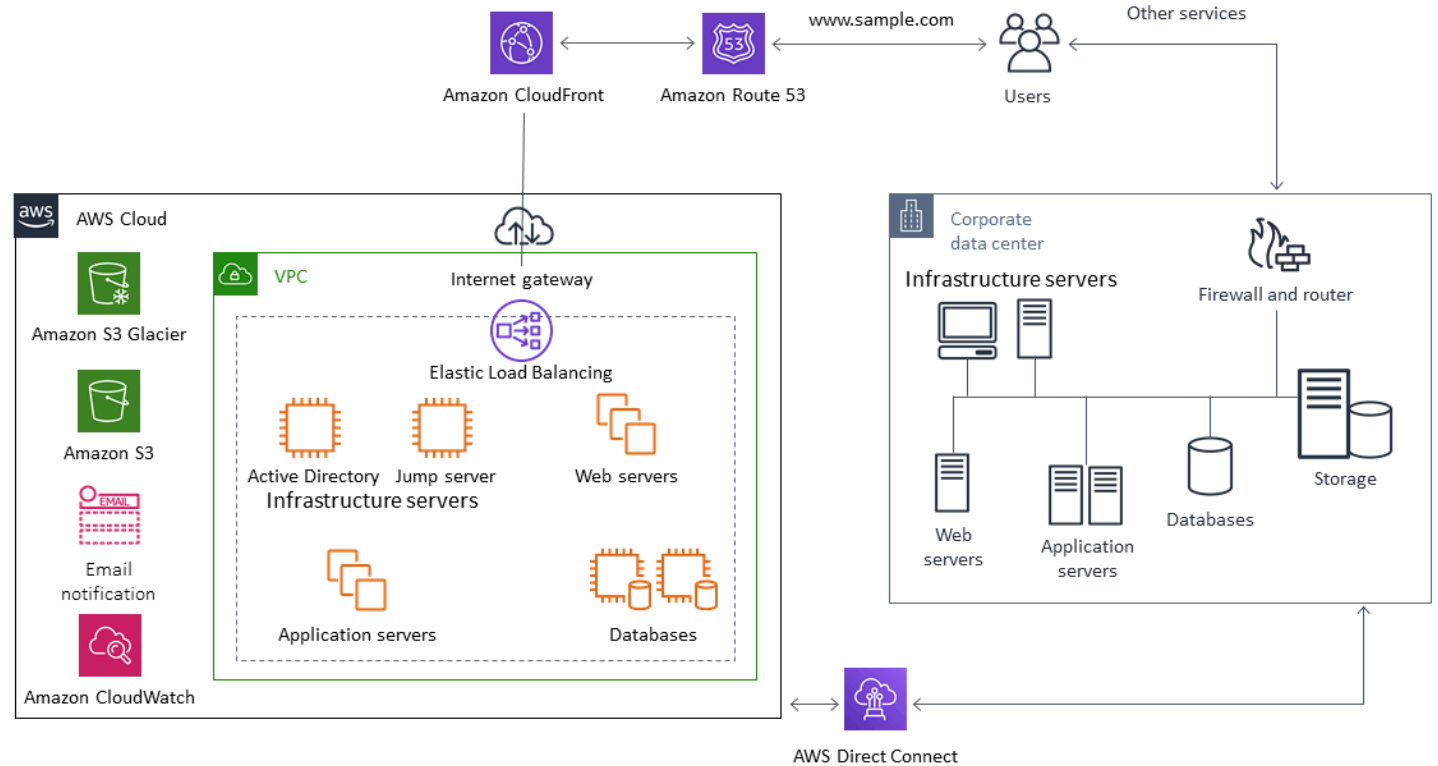 www.sample.com
Other services
53
Amazon CloudFront
Amazon Route 53
Users
aws
AWS Cloud
Amazon S3 Glacier
Amazon S3
EMAIL
Email
notification
Amazon CloudWatch
VPC
Internet gateway
Elastic Load Balancing
Active Directory
Jump server
Web servers
Infrastructure servers
Application servers
Databases
Corporate
data center
Infrastructure servers
Firewall and router
Storage
Web
servers
Application
servers
Databases
AWS Direct Connect